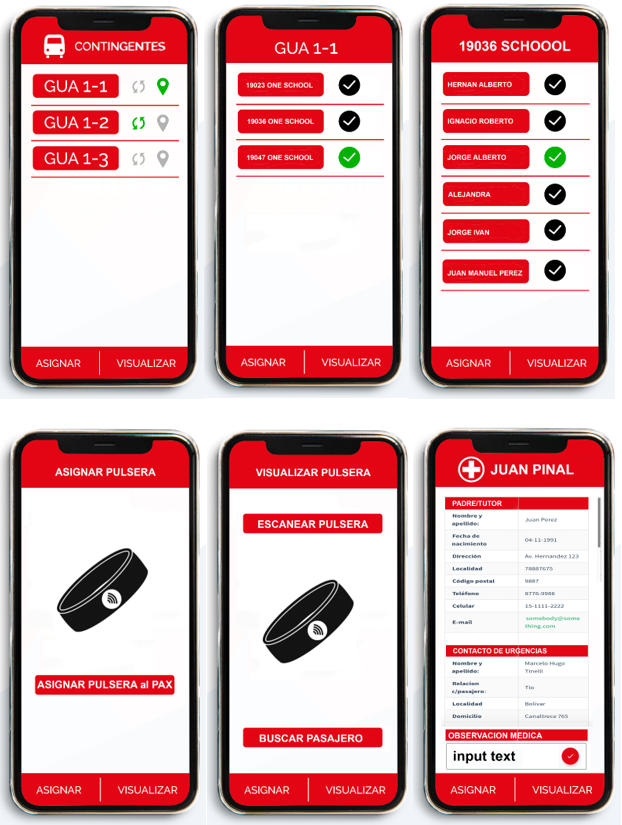 CONTINGENTES
GUA 1-1
GUA 1-2
GUA 1-3
ASIGNAR
VISUALIZAR
GUA 1-1
19023 ONE SCHOOL
19036 ONE SCHOOL
19047 ONE SCHOOL
ASIGNAR
VISUALIZAR
19036 SCHOOOL
HERNAN ALBERTO
IGNACIO ROBERTO
JORGE ALBERTO
ALEJANDRA
JORGE IVAN
JUAN MANUEL PEREZ
ASIGNAR
VISUALIZAR
ASIGNAR PULSERA
ASIGNAR PULSERA al PAX
ASIGNAR
VISUALIZAR
VISUALIZAR PULSERA
ESCANEAR PULSERA
BUSCAR PASAJERO
ASIGNAR
VISUALIZAR
JUAN PINAL
PADRE/TUTOR
Nombre y
apellido:
Juan Perez
Fecha de
nacimiento
04-11-1991
Dirección
Av. Hernandez 123
Localidad
78887675
Código postal
9887
Teléfono
8776-9986
Celular
15-1111-2222
E-mail
somebody@some
thing.com
CONTACTO DE URGENCIAS
Nombre y
apellido:
Marcelo Hugo
Tinelli
Relacion
c/pasajero:
Tio
Localidad
Bolivar
Domicilio
Canaltrece 765
OBSERVACION MEDICA
input text
ASIGNAR
VISUALIZAR